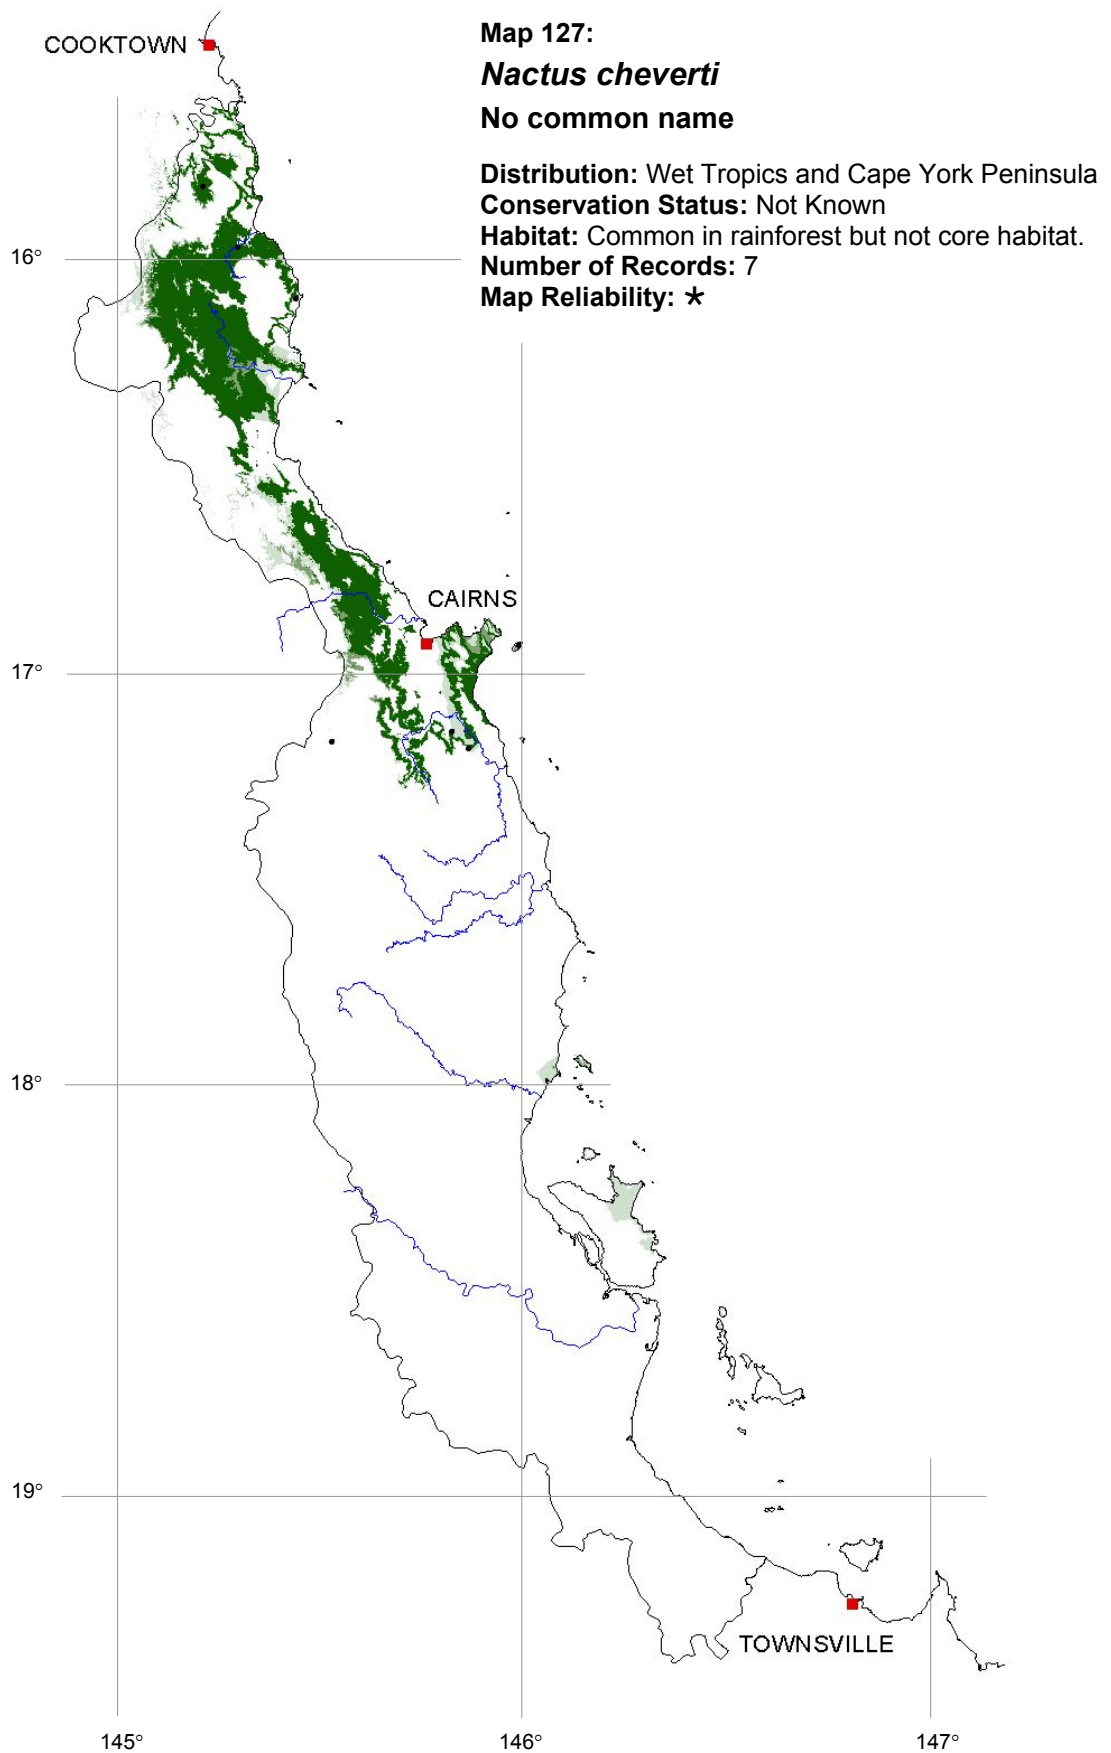 Map 127:
COOKTOWN
Nactus cheverti
No common name
Distribution: Wet Tropics and Cape York Peninsula
Conservation Status: Not Known
Habitat: Common in rainforest but not core habitat.
Number of Records: 7
Map Reliability: *
16°
CAIRNS
17°
18°
19°
TOWNSVILLE
145°
146°
147°